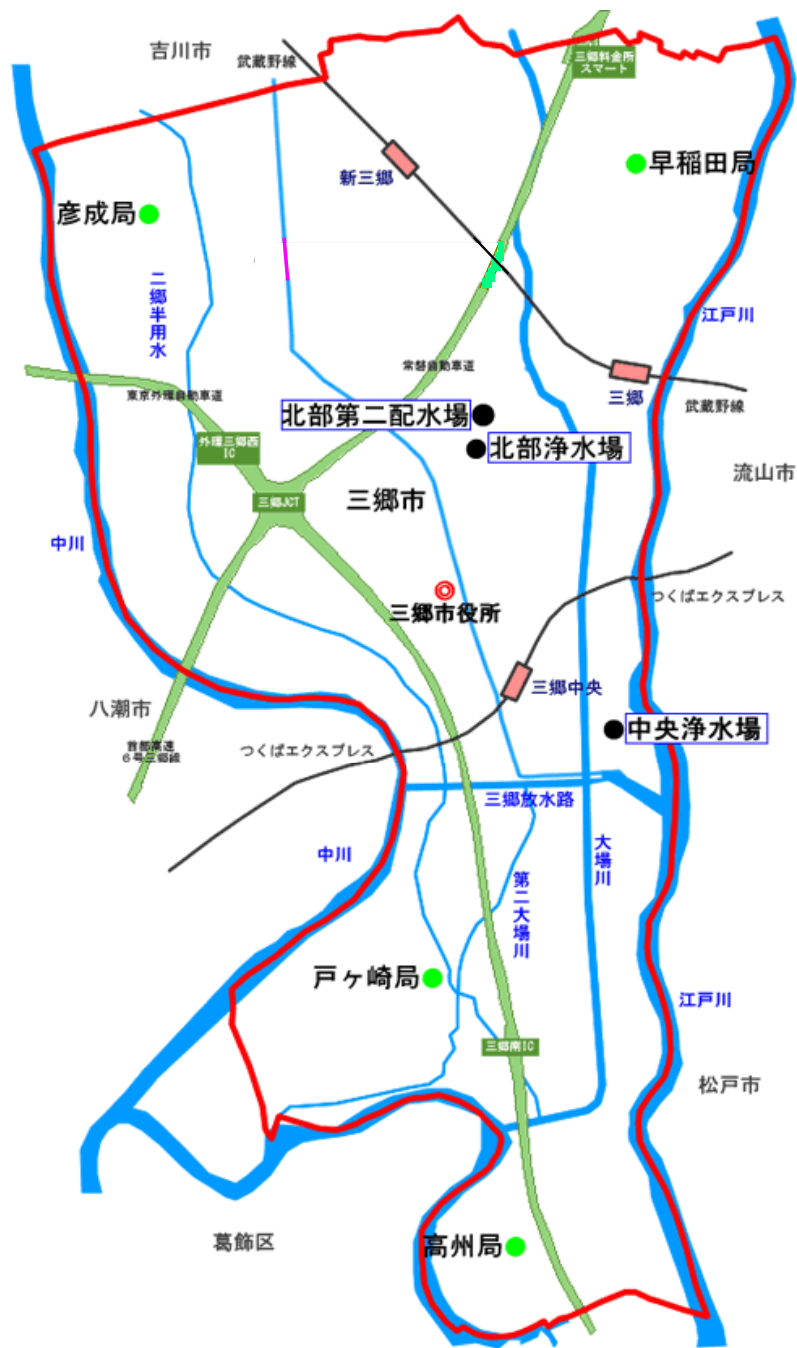 吉川市
武蔵野線
三郷料金所
スマート
新三郷
早稲田局
彦成局
二郷半用水
江戸川
常磐自動車道
三郷
東京外環自動車道
武蔵野線
北部第二配水場
外環三郷西
IC
北部浄水場
流山市
三郷JCT
三郷市
中川
つくばエクスプレス
三郷市役所
三郷中央
八潮市
中央浄水場
首都高速
6号三郷線
つくばエクスプレス
三郷放水路
中川
大場川
第二大場川
戸ヶ崎局
江戸川
三郷南IC
松戸市
葛飾区
高州局